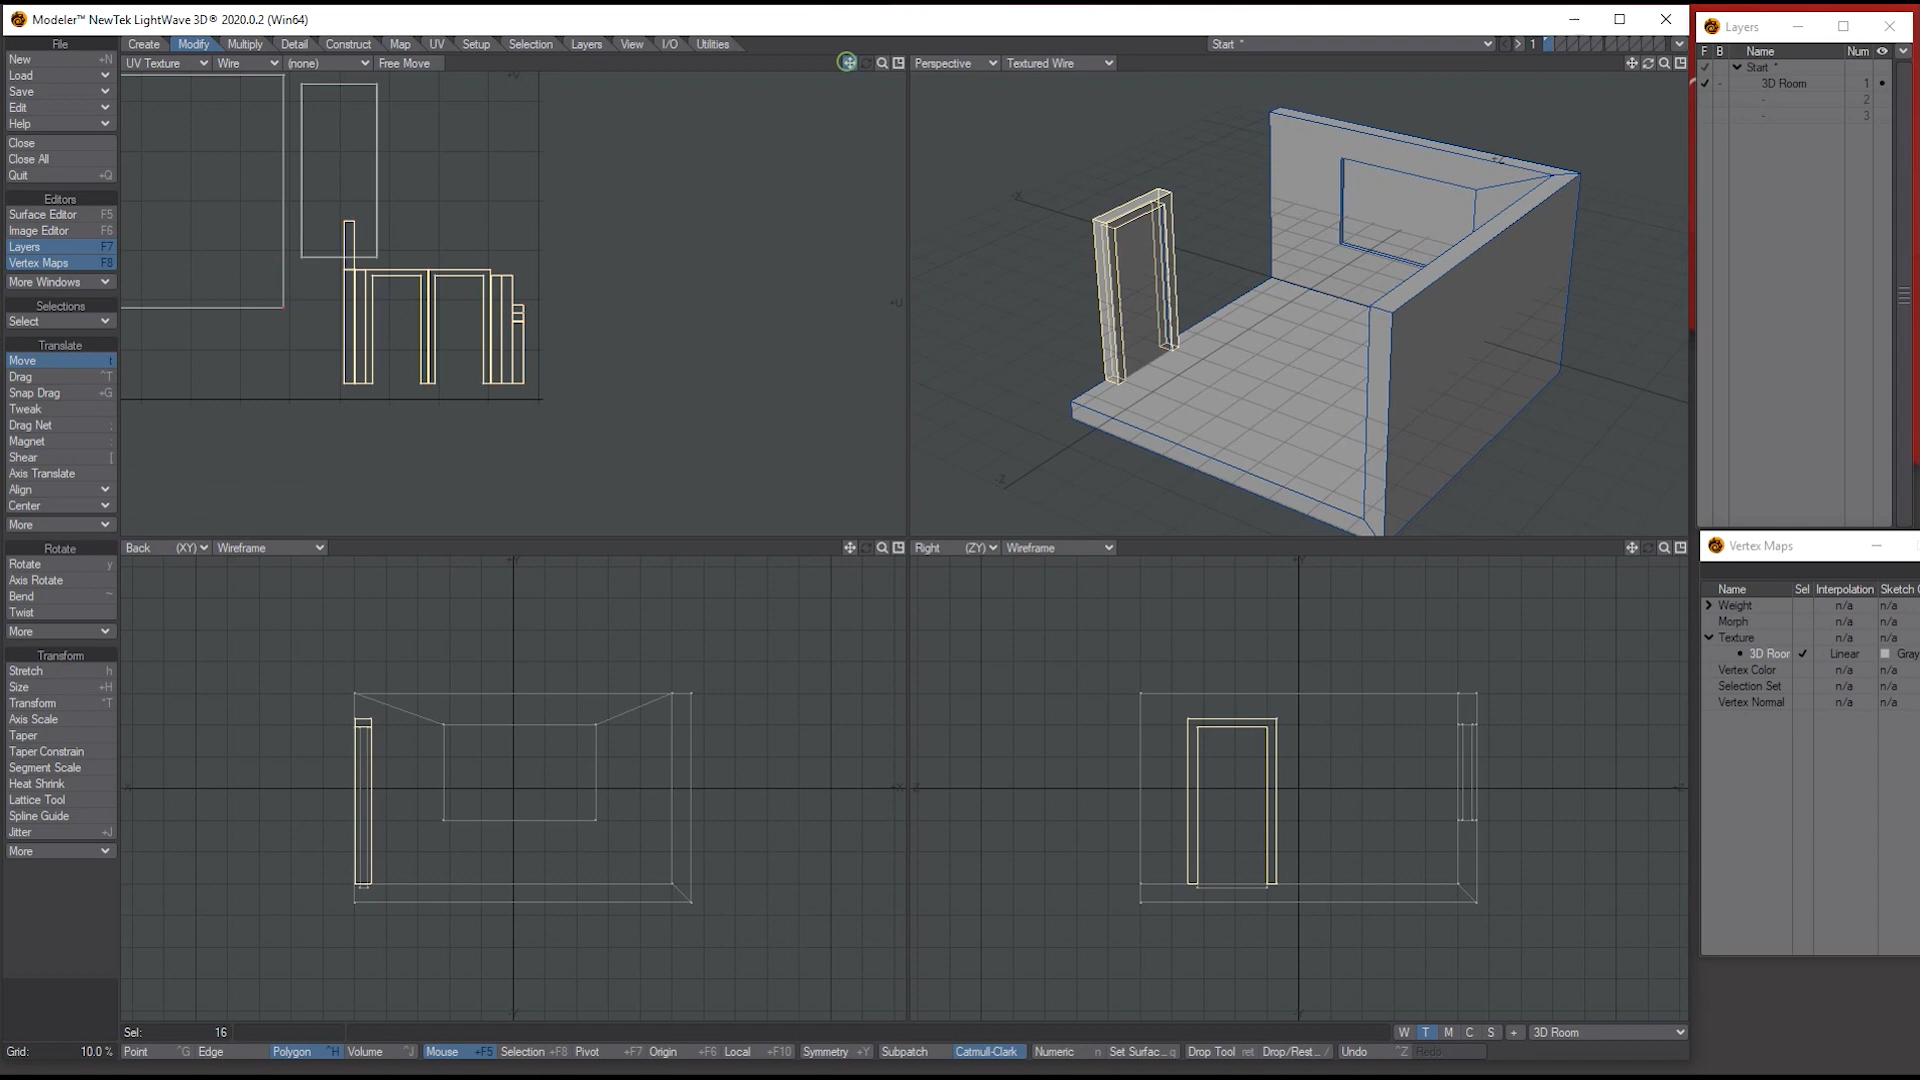 Modeler™ NewTek LightWave 3D® 2020.0.2 (Win64)
Layers
File
Create
Modify
Multiply
Detail
Construct
Map
UV
Setup
Selection
Layers
View
I/O
Utilities
Start *
1
F B Name Num
New +N
UV Texture
Wire
(none)
Free Move
Perspective
Textured Wire
Start *
Load
3D Room 1
Save
- 2
Edit
- 3
Help
Close
Close All
Quit +Q
Editors
Surface Editor F5
Image Editor F6
Layers F7
Vertex Maps F8
More Windows
Selections
Select
Translate
Move t
Drag ^T
Snap Drag +G
Tweak
Drag Net ;
Magnet :
Shear [
Axis Translate
Align
Center
More
Rotate
Back (XY) Wireframe
Right (ZY) Wireframe
Vertex Maps
Rotate y
Axis Rotate
Bend ~
Twist
More
Name Sel Interpolation Sketch C
Weight n/a n/a
Morph n/a n/a
Texture n/a n/a
3D Roor Linear Gray
Vertex Color n/a n/a
Selection Set n/a n/a
Vertex Normal n/a n/a
Transform
Stretch h
Size +H
Transform ^T
Axis Scale
Taper
Taper Constrain
Segment Scale
Heat Shrink
Lattice Tool
Spline Guide
Jitter +J
More
Sel: 16
W T M C S + 3D Room
Grid: 10.0 %
Point ^G
Edge
Polygon ^H
Volume ^J
Mouse +F5
Selection +F8
Pivot +F7
Origin +F6
Local +F10
Symmetry +Y
Subpatch
Catmull-Clark
Numeric n
Set Surfac... q
Drop Tool ret
Drop/Rest... /
Undo ^Z
Redo